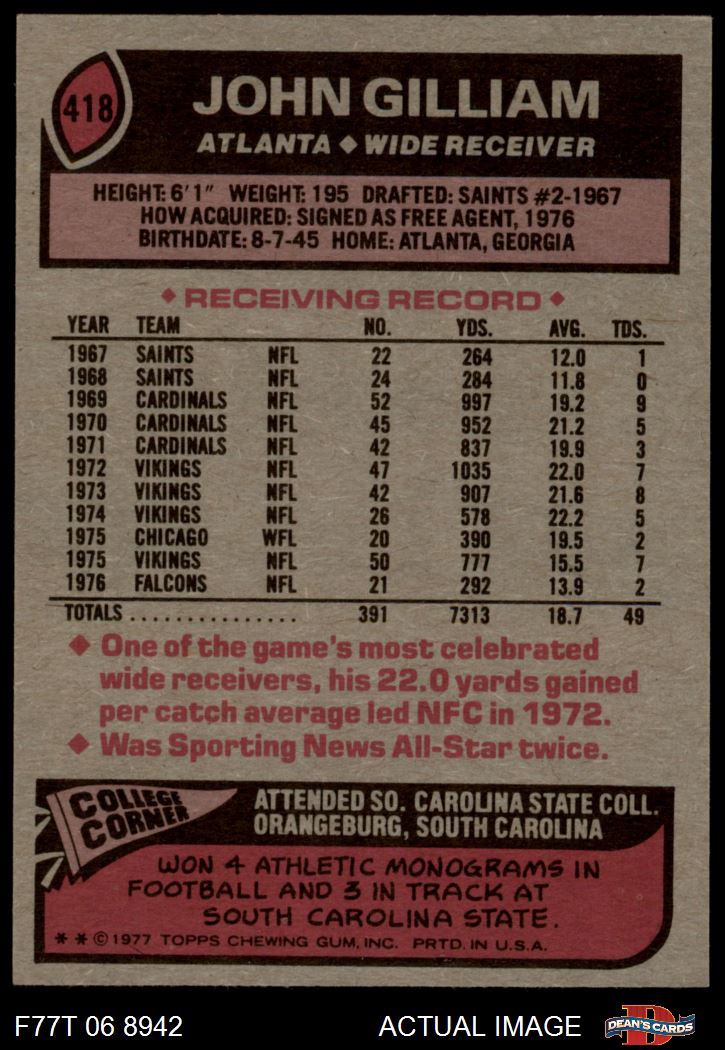 418
JOHN GILLIAM
ATLANTA ◆ WIDE RECEIVER
HEIGHT: 6'1" WEIGHT: 195 DRAFTED: SAINTS #2-1967
HOW ACQUIRED: SIGNED AS FREE AGENT, 1976
BIRTHDATE: 8-7-45 HOME: ATLANTA, GEORGIA
◆ RECEIVING RECORD ◆
YEAR TEAM NO. YDS. AVG. TDS.
1967 SAINTS NFL 22 264 12.0 1
1968 SAINTS NFL 24 284 11.8 0
1969 CARDINALS NFL 52 997 19.2 9
1970 CARDINALS NFL 45 952 21.2 5
1971 CARDINALS NFL 42 837 19.9 3
1972 VIKINGS NFL 47 1035 22.0 7
1973 VIKINGS NFL 42 907 21.6 8
1974 VIKINGS NFL 26 578 22.2 5
1975 CHICAGO WFL 20 390 19.5 2
1975 VIKINGS NFL 50 777 15.5 7
1976 FALCONS NFL 21 292 13.9 2
TOTALS ............... 391 7313 18.7 49
◆ One of the game's most celebrated
wide receivers, his 22.0 yards gained
per catch average led NFC in 1972.
◆ Was Sporting News All-Star twice.
COLLEGE
CORNER
ATTENDED SO. CAROLINA STATE COLL.
ORANGEBURG, SOUTH CAROLINA
WON 4 ATHLETIC MONOGRAMS IN
FOOTBALL AND 3 IN TRACK AT
SOUTH CAROLINA STATE.
* * © 1977 TOPPS CHEWING GUM, INC. PRTD. IN U.S.A.
F77T 06 8942 ACTUAL IMAGE
D
DEAN'S CARDS